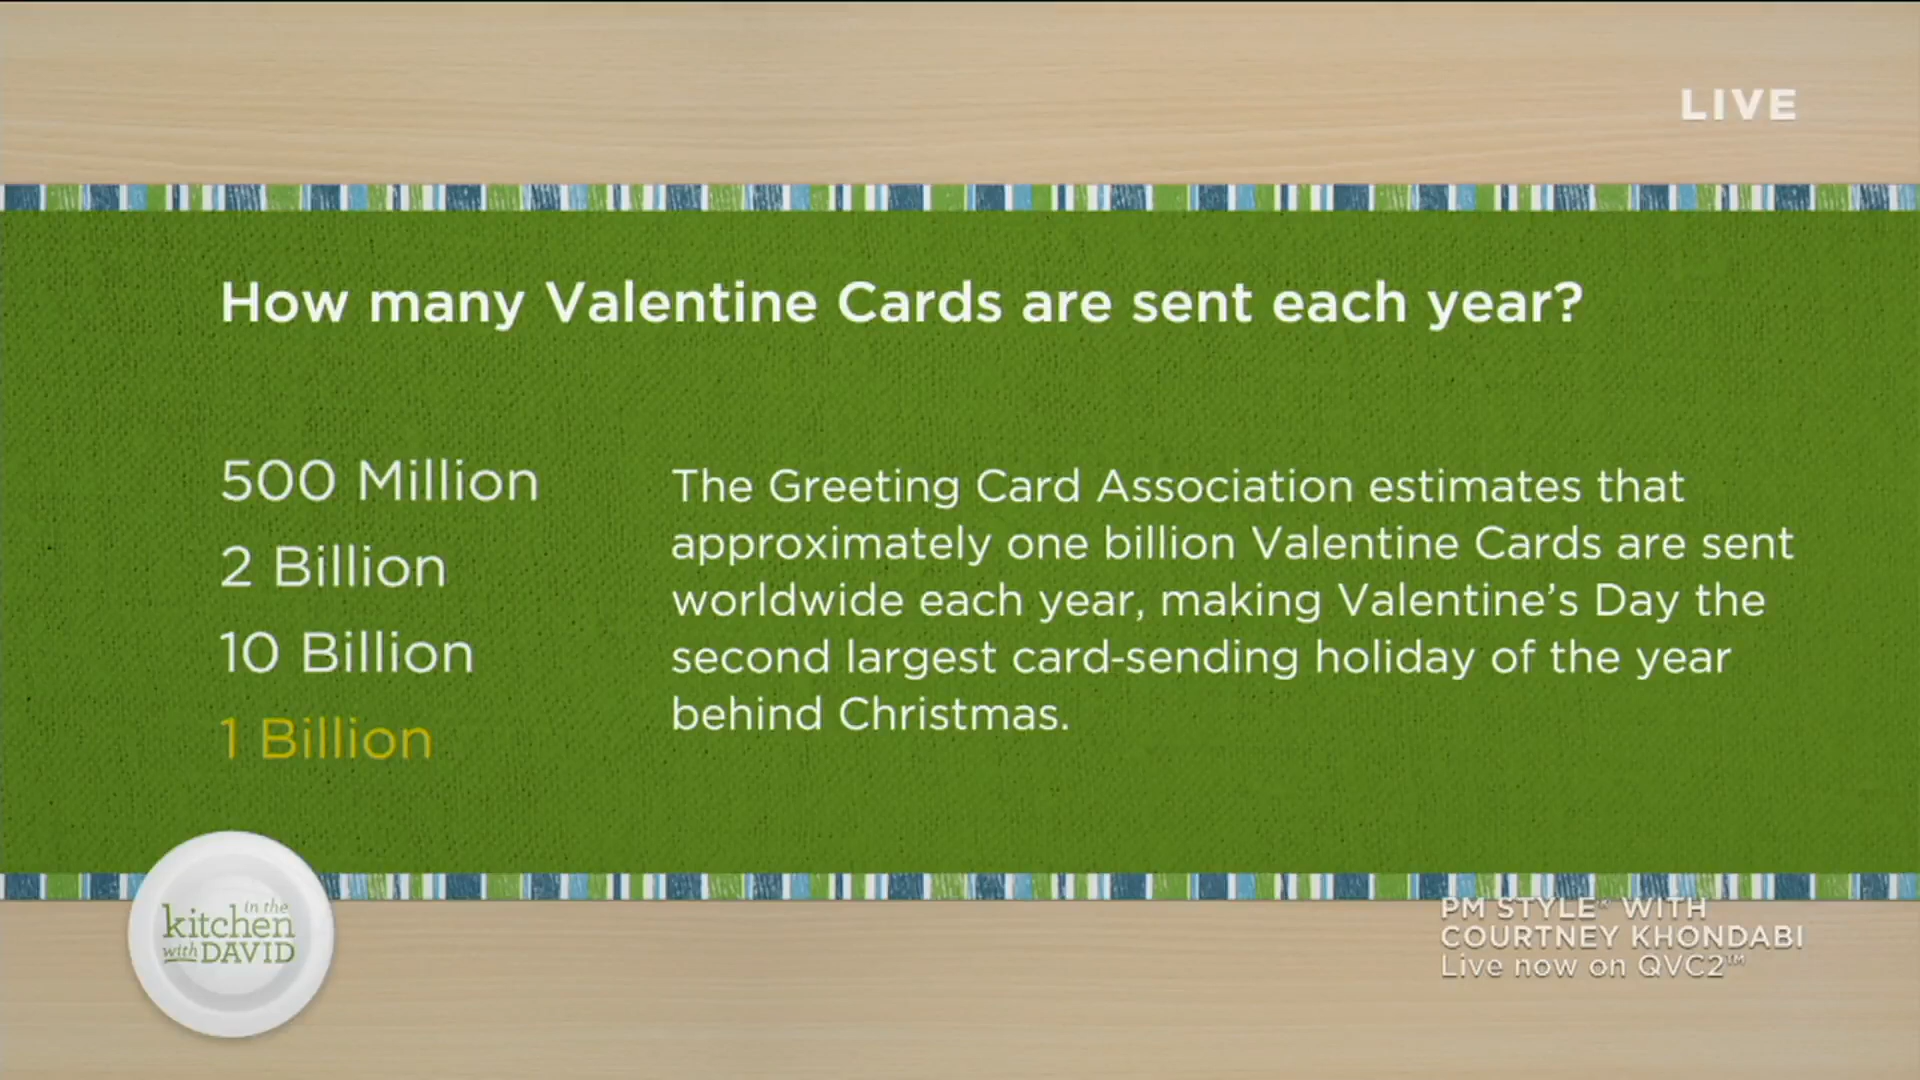 LIVE
How many Valentine Cards are sent each year?
500 Million
2 Billion
10 Billion
1 Billion
The Greeting Card Association estimates that
approximately one billion Valentine Cards are sent
worldwide each year, making Valentine's Day the
second largest card-sending holiday of the year
behind Christmas.
in the
kitchen
with DAVID
PM STYLE® WITH
COURTNEY KHONDABI
Live now on QVC2™